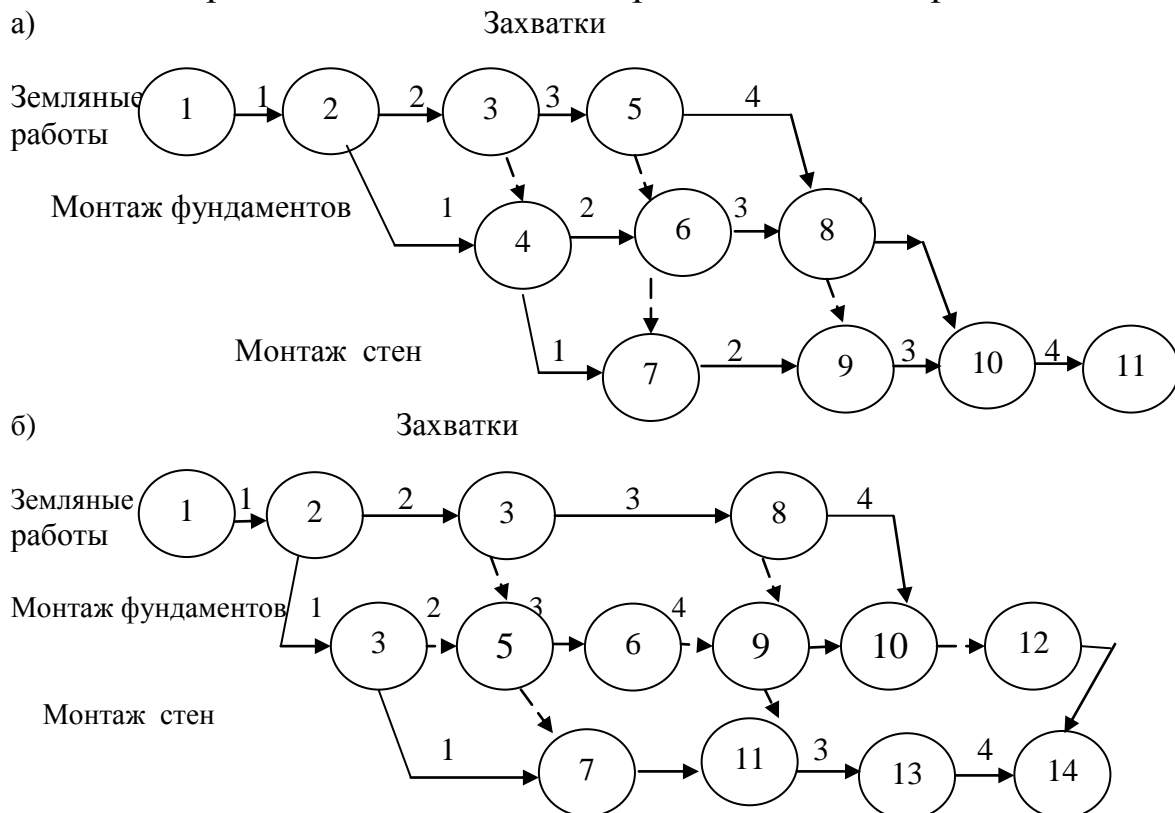 а)
Захватки
Земляные
работы
1 1 2 2 3 3 5 4
Монтаж фундаментов
1 4 2 6 3 8
Монтаж стен
1 7 2 9 3 10 4 11
б)
Захватки
Земляные
работы
1 1 2 2 3 3 8 4
Монтаж фундаментов
1 3 2 5 3 6 4 9 10 12
Монтаж стен
1 7 11 3 13 4 14